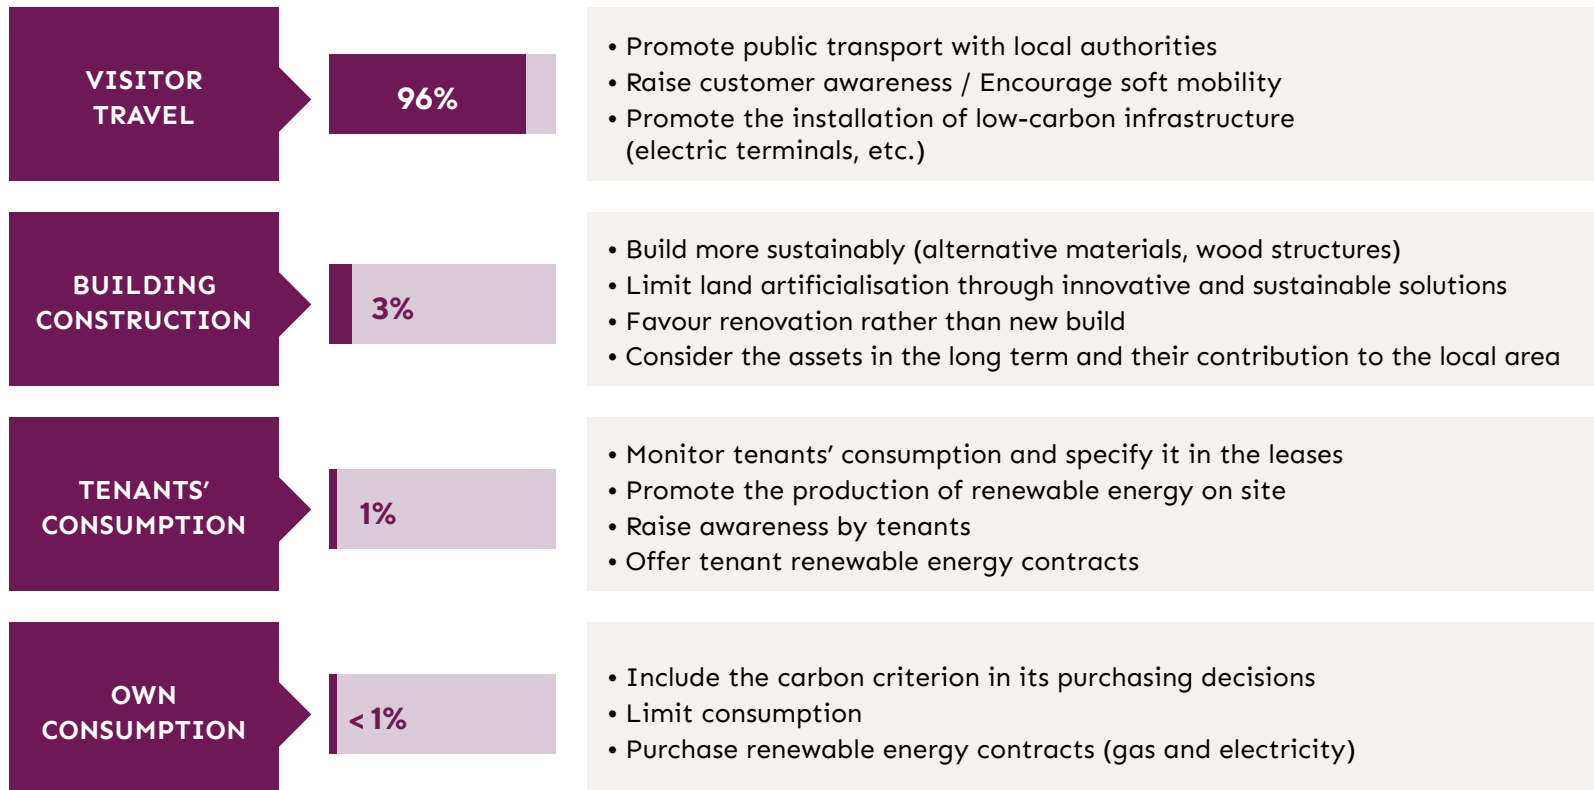 VISITOR
TRAVEL
96%
• Promote public transport with local authorities
• Raise customer awareness / Encourage soft mobility
• Promote the installation of low-carbon infrastructure
(electric terminals, etc.)
BUILDING
CONSTRUCTION
3%
• Build more sustainably (alternative materials, wood structures)
• Limit land artificialisation through innovative and sustainable solutions
• Favour renovation rather than new build
• Consider the assets in the long term and their contribution to the local area
TENANTS’
CONSUMPTION
1%
• Monitor tenants’ consumption and specify it in the leases
• Promote the production of renewable energy on site
• Raise awareness by tenants
• Offer tenant renewable energy contracts
OWN
CONSUMPTION
< 1%
• Include the carbon criterion in its purchasing decisions
• Limit consumption
• Purchase renewable energy contracts (gas and electricity)